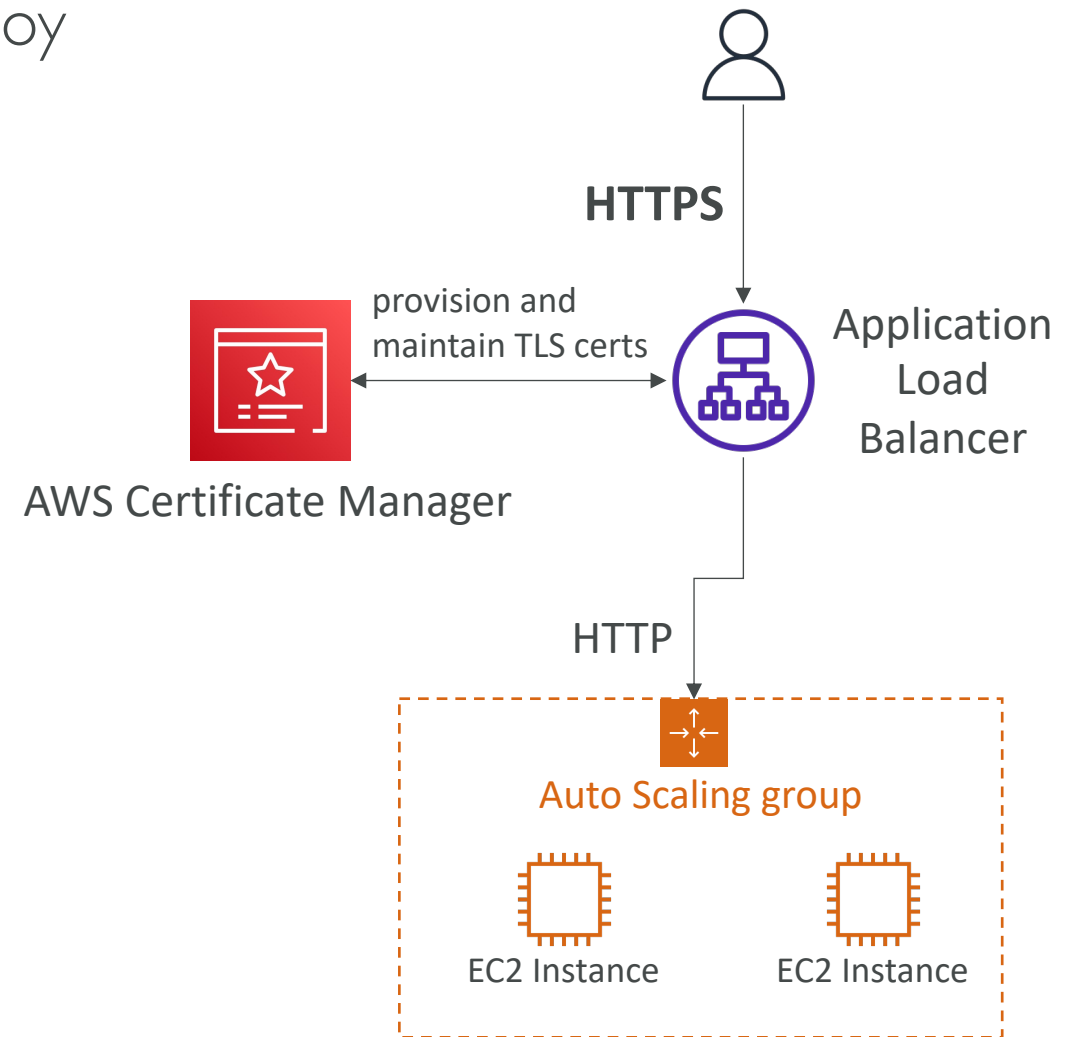 oy
HTTPS
provision and
maintain TLS certs
Application
Load
Balancer
AWS Certificate Manager
HTTP
Auto Scaling group
EC2 Instance
EC2 Instance